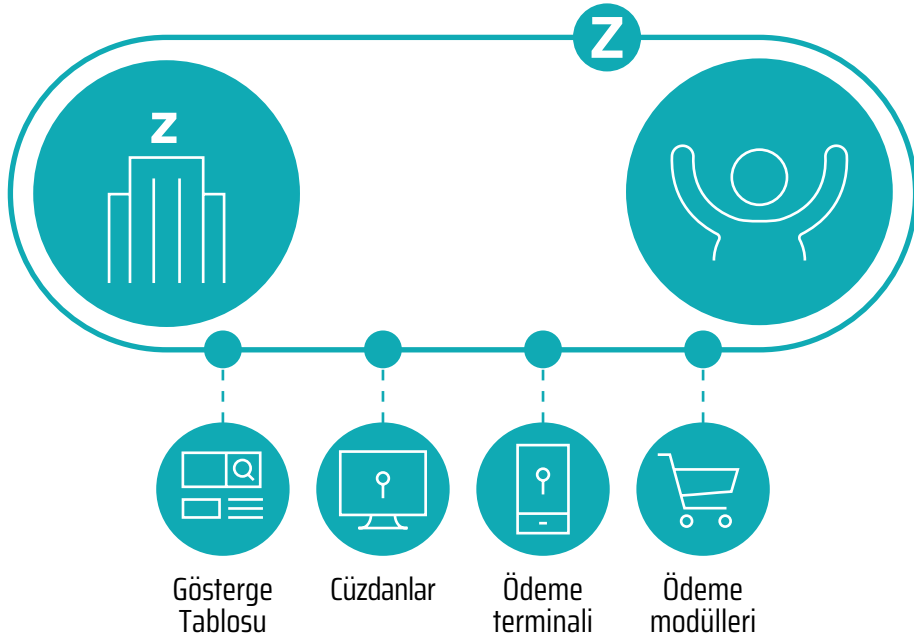 Z
Z
Gösterge
Tablosu
Cüzdanlar
Ödeme
terminali
Ödeme
modülleri